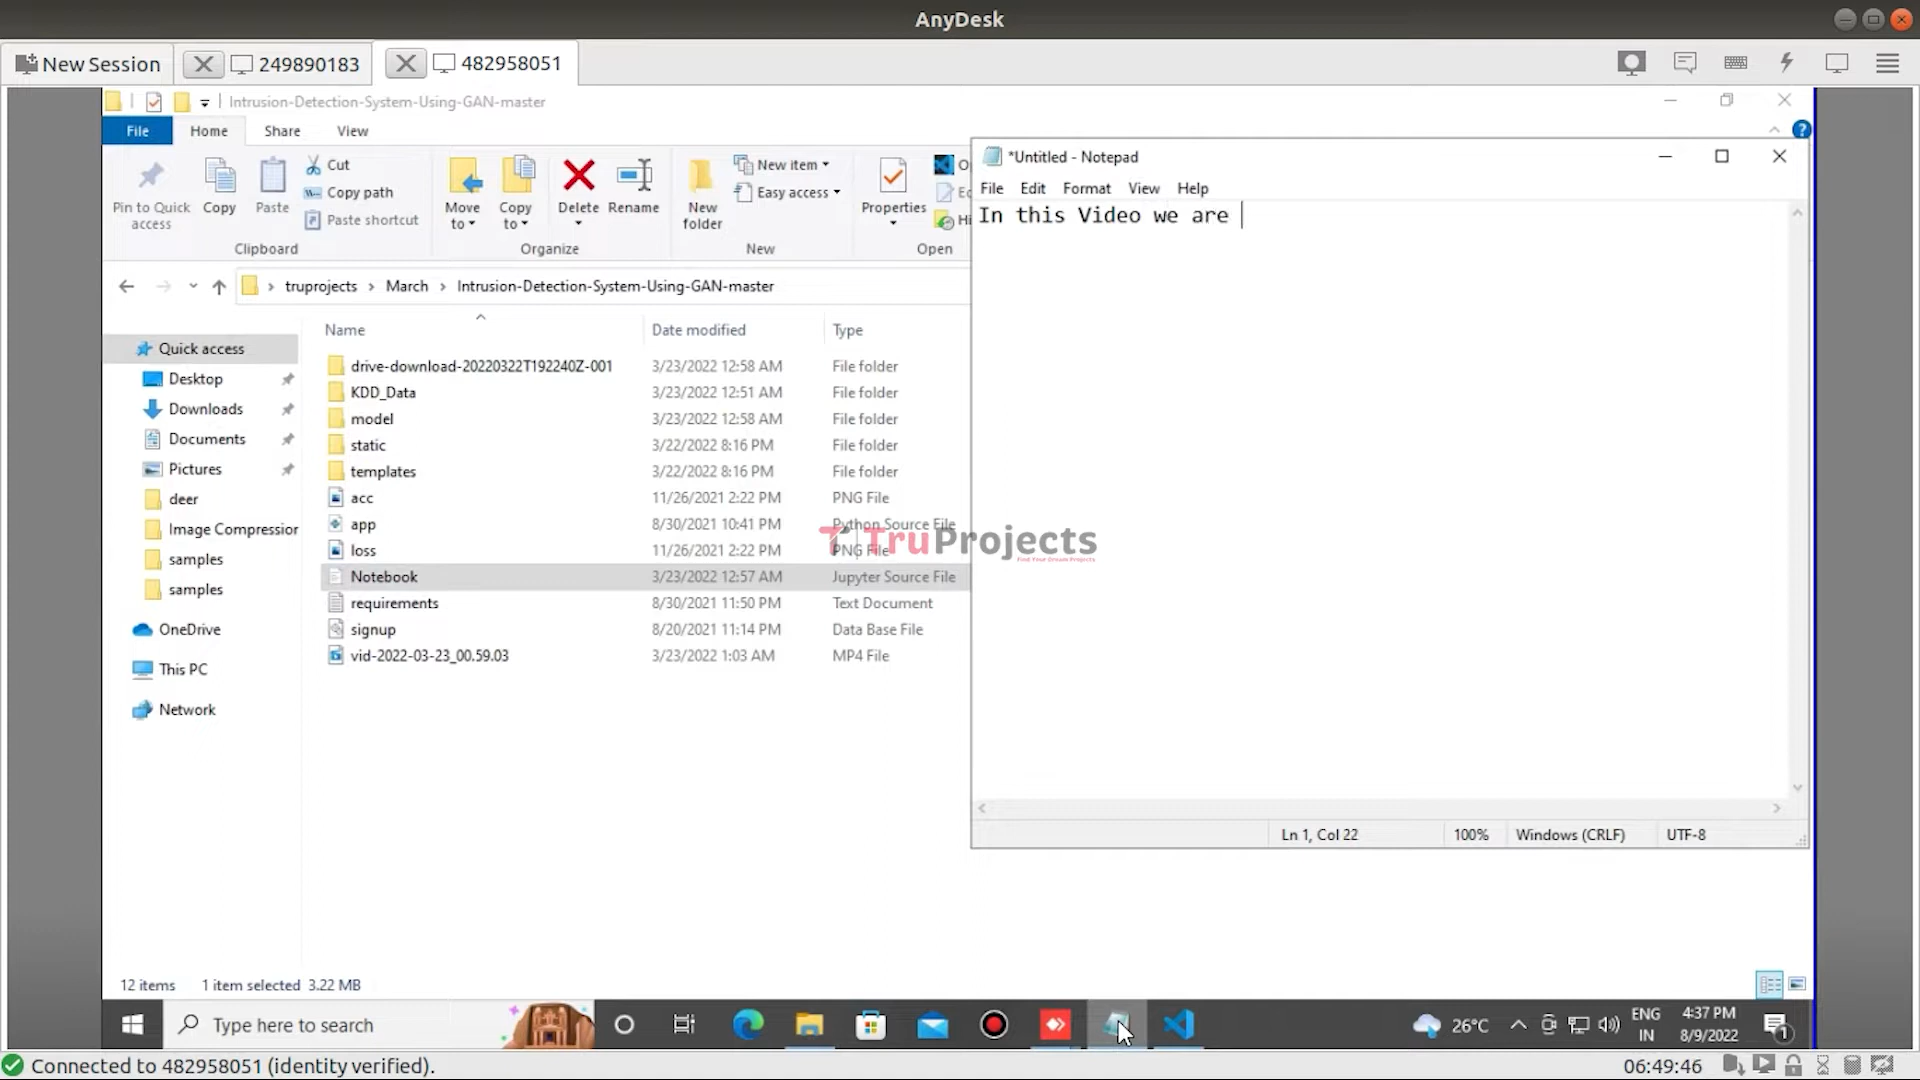 AnyDesk
New Session
249890183
482958051
Intrusion-Detection-System-Using-GAN-master
File
Home
Share
View
Pin to Quick access
Copy
Paste
Cut
Copy path
Paste shortcut
Clipboard
Move to
Copy to
Delete
Rename
Organize
New folder
New item
Easy access
New
Properties
Open
truprojects > March > Intrusion-Detection-System-Using-GAN-master
Quick access
Desktop
Downloads
Documents
Pictures
deer
Image Compression
samples
samples
OneDrive
This PC
Network
Name Date modified Type
drive-download-20220322T192240Z-001 3/23/2022 12:58 AM File folder
KDD_Data 3/23/2022 12:51 AM File folder
model 3/23/2022 12:58 AM File folder
static 3/22/2022 8:16 PM File folder
templates 3/22/2022 8:16 PM File folder
acc 11/26/2021 2:22 PM PNG File
app 8/30/2021 10:41 PM Python Source File
loss 11/26/2021 2:22 PM PNG File
Notebook 3/23/2022 12:57 AM Jupyter Source File
requirements 8/30/2021 11:50 PM Text Document
signup 8/20/2021 11:14 PM Data Base File
vid-2022-03-23_00.59.03 3/23/2022 1:03 AM MP4 File
TruProjects
Find Your Dream Projects
*Untitled - Notepad
File Edit Format View Help
In this Video we are
Ln 1, Col 22 100% Windows (CRLF) UTF-8
12 items 1 item selected 3.22 MB
Type here to search
26°C
ENG
IN
4:37 PM
8/9/2022
1
Connected to 482958051 (identity verified).
06:49:46